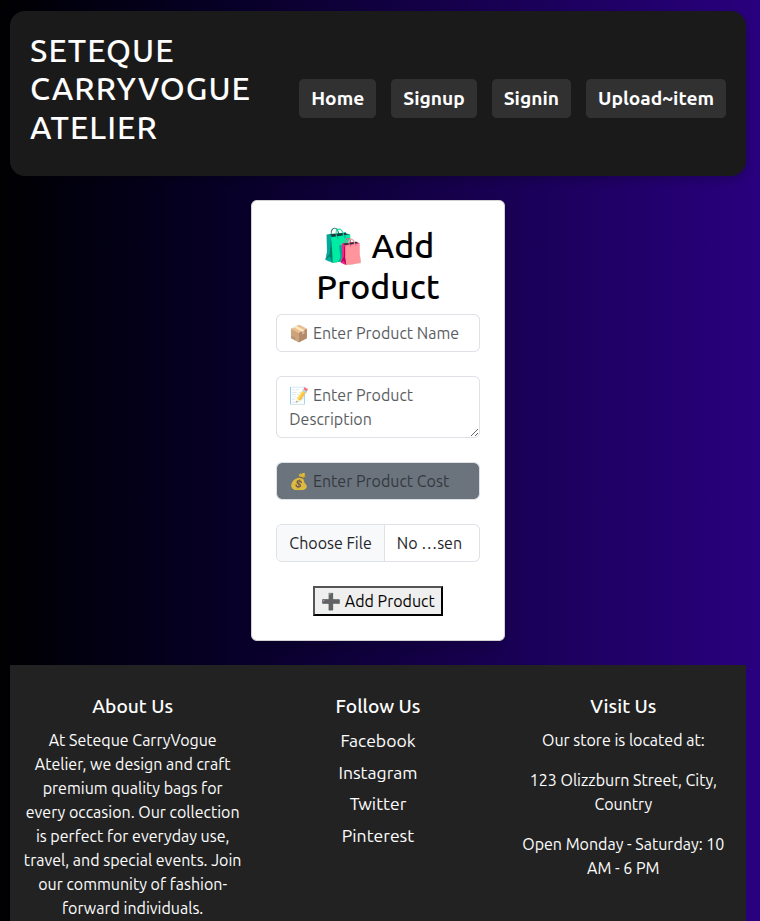 SETEQUE
CARRYVOGUE
ATELIER
Home
Signup
Signin
Upload~item
🛍️ Add
Product
📦 Enter Product Name
📝 Enter Product
Description
💰 Enter Product Cost
Choose File
No …sen
➕ Add Product
About Us
At Seteque CarryVogue
Atelier, we design and craft
premium quality bags for
every occasion. Our collection
is perfect for everyday use,
travel, and special events. Join
our community of fashion-
forward individuals.
Follow Us
Facebook
Instagram
Twitter
Pinterest
Visit Us
Our store is located at:
123 Olizzburn Street, City,
Country
Open Monday - Saturday: 10
AM - 6 PM